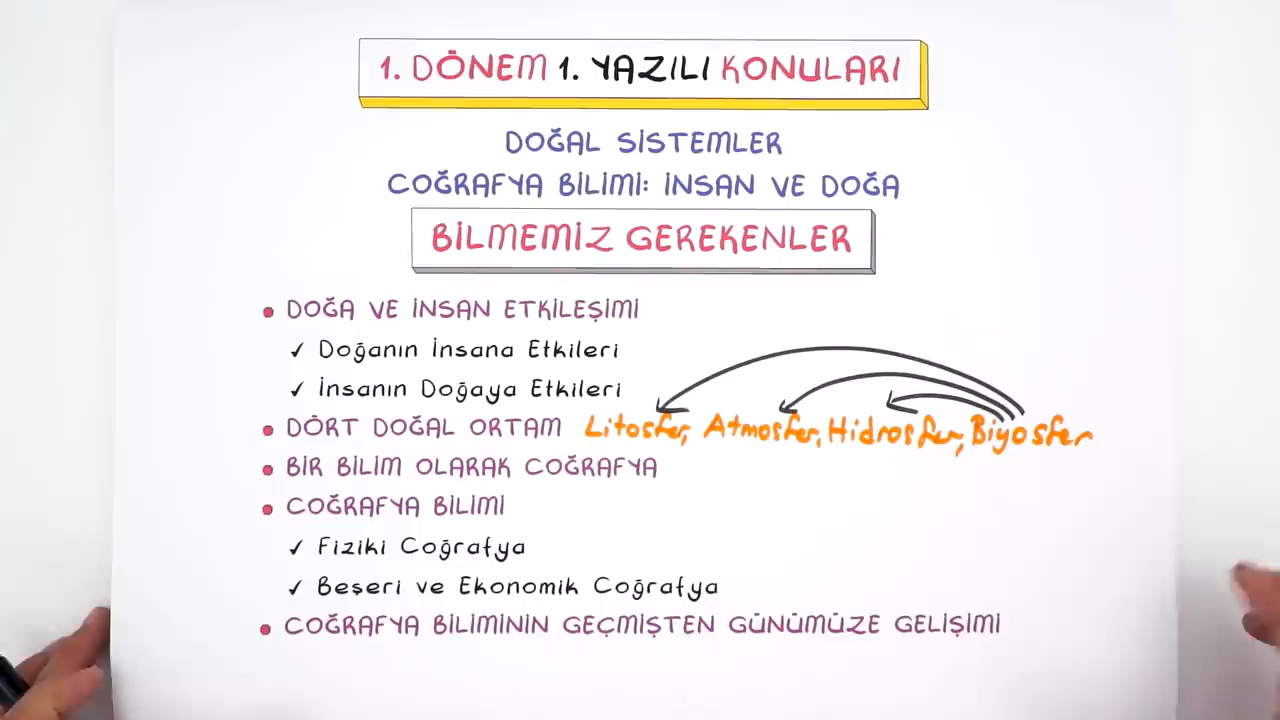 1. DÖNEM 1. YAZILI KONULARI
DOĞAL SİSTEMLER
COĞRAFYA BİLİMİ: İNSAN VE DOĞA
BİLMEMİZ GEREKENLER
• DOĞA VE İNSAN ETKİLEŞİMİ
✓ Doğanın İnsana Etkileri
✓ İnsanın Doğaya Etkileri
• DÖRT DOĞAL ORTAM Litosfer, Atmosfer, Hidrosfer, Biyosfer
• BİR BİLİM OLARAK COĞRAFYA
• COĞRAFYA BİLİMİ
✓ Fiziki Coğrafya
✓ Beşeri ve Ekonomik Coğrafya
• COĞRAFYA BİLİMİNİN GEÇMİŞTEN GÜNÜMÜZE GELİŞİMİ